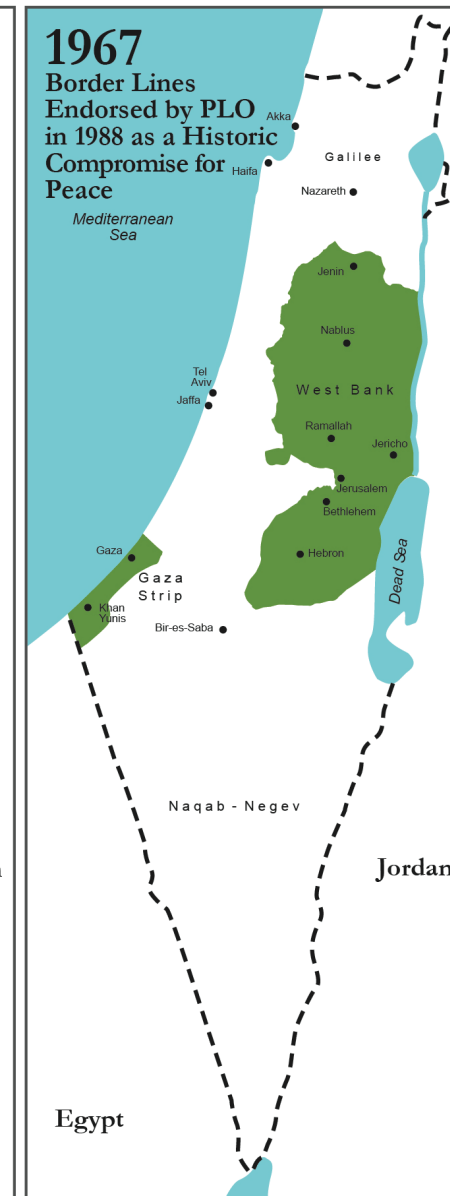 1967
Border Lines
Endorsed by PLO
in 1988 as a Historic
Compromise for
Peace
Akka
Galilee
Haifa
Nazareth
Mediterranean
Sea
Jenin
Nablus
Tel
Aviv
West Bank
Jaffa
Ramallah
Jericho
Jerusalem
Bethlehem
Gaza
Hebron
Dead Sea
Gaza
Strip
Khan
Yunis
Bir-es-Saba
Naqab - Negev
Jordan
Egypt